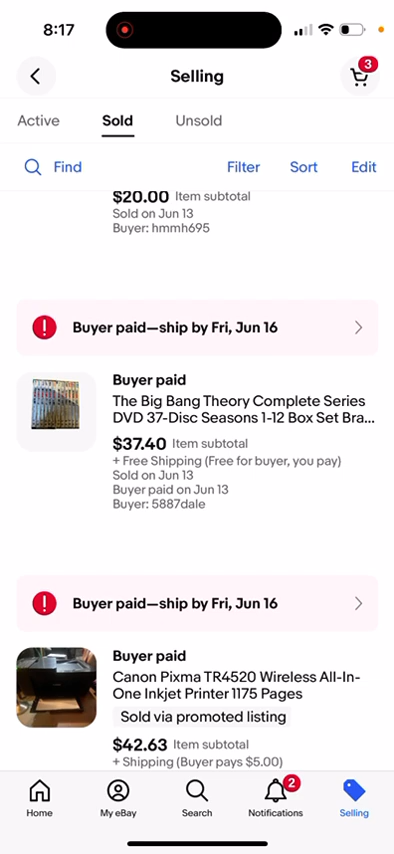 8:17
Selling
3
Active Sold Unsold
Find Filter Sort Edit
$20.00 Item subtotal
Sold on Jun 13
Buyer: hmmh695
Buyer paid—ship by Fri, Jun 16
Buyer paid
The Big Bang Theory Complete Series
DVD 37-Disc Seasons 1-12 Box Set Bra...
$37.40 Item subtotal
+ Free Shipping (Free for buyer, you pay)
Sold on Jun 13
Buyer paid on Jun 13
Buyer: 5887dale
Buyer paid—ship by Fri, Jun 16
Buyer paid
Canon Pixma TR4520 Wireless All-In-
One Inkjet Printer 1175 Pages
Sold via promoted listing
$42.63 Item subtotal
+ Shipping (Buyer pays $5.00)
2
Home My eBay Search Notifications Selling